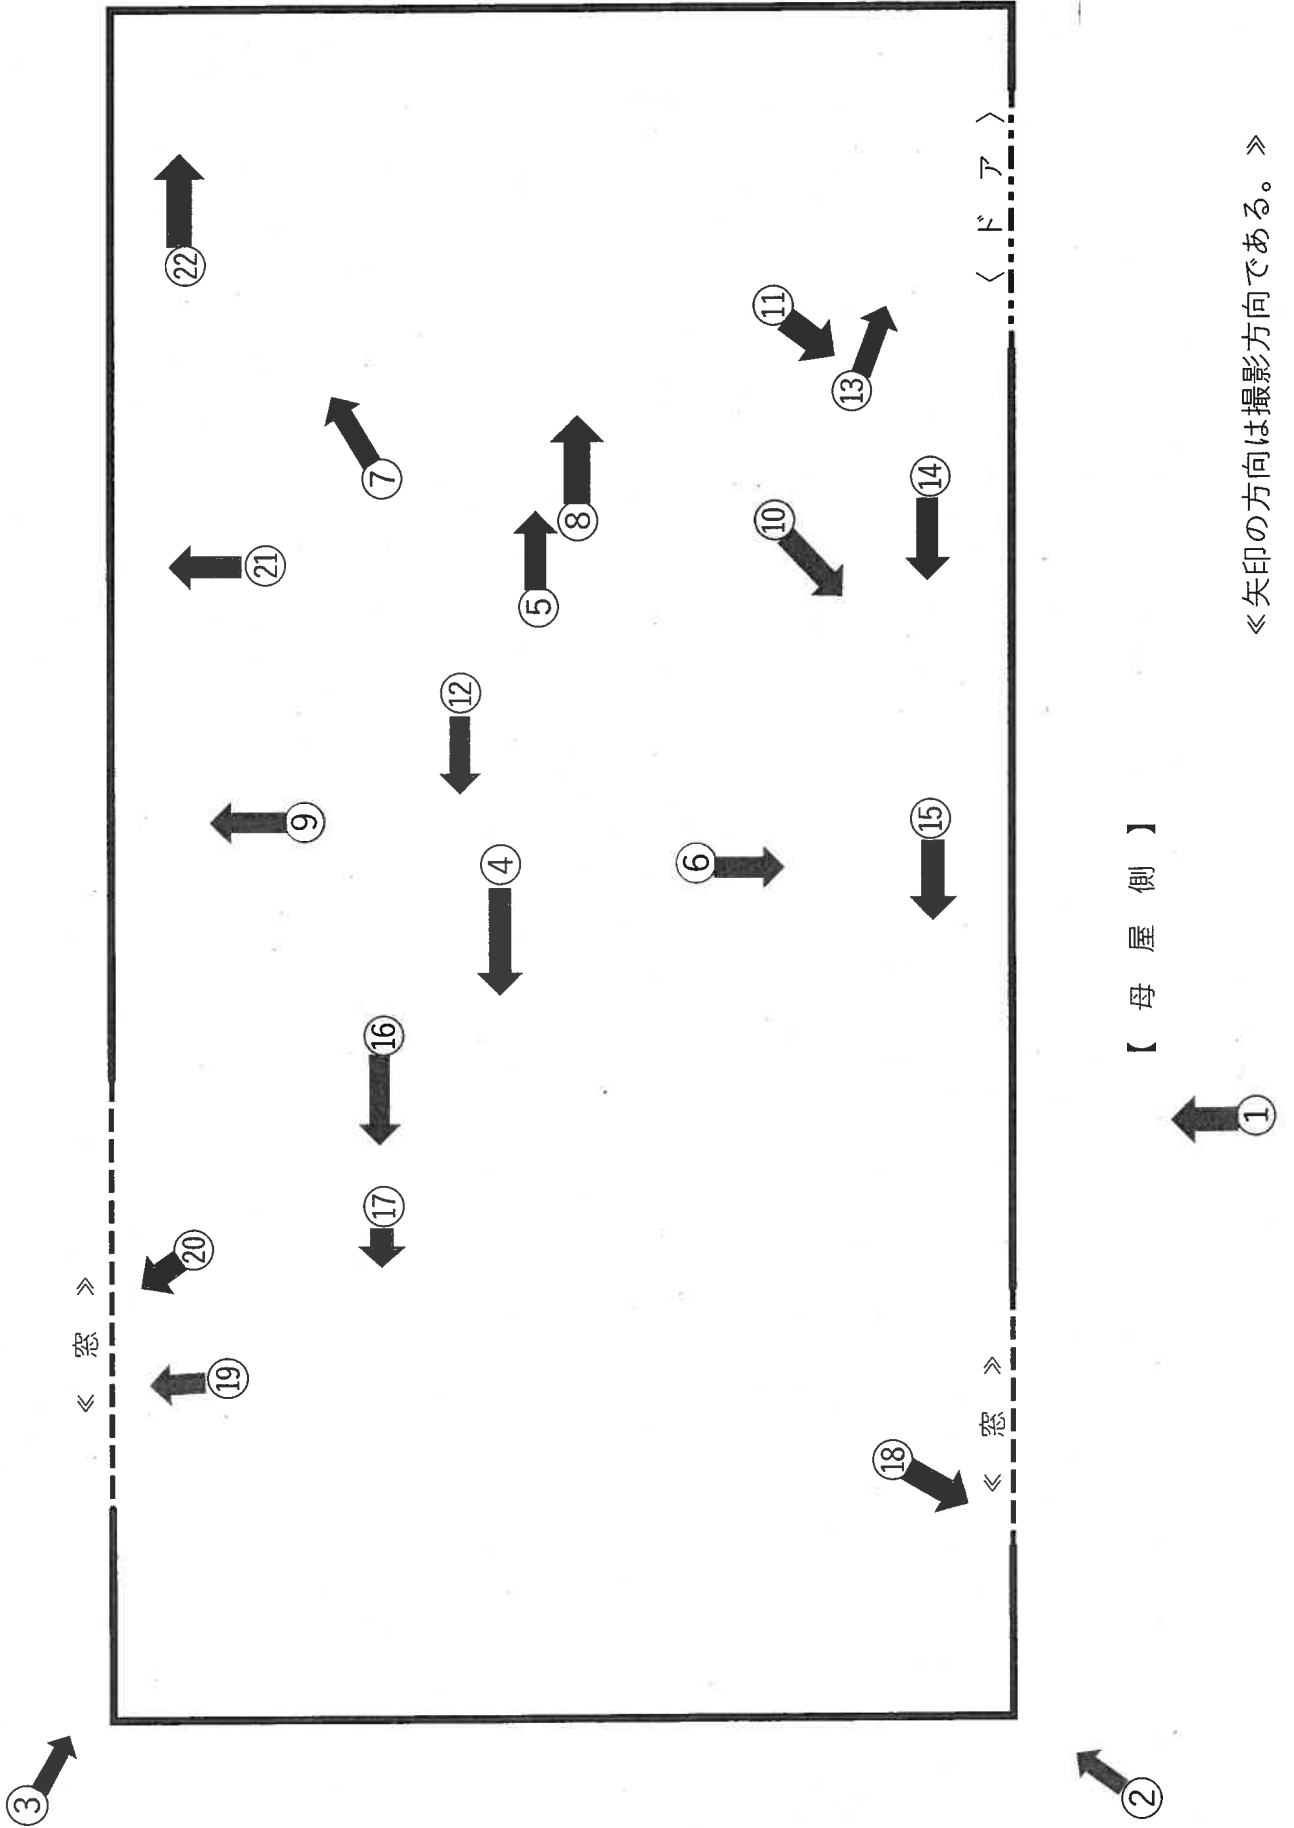 ③
≪ 窓 ≫
⑳ ㉒
⑲
㉑
⑨
⑰ ⑯ ⑦
⑫
④
⑤
⑧
⑥
⑩ ⑪
⑬
⑱
⑮ ⑭
≪ 窓 ≫ 〈 ド ア 〉
② 【 母 屋 側 】
① ≪矢印の方向は撮影方向である。≫